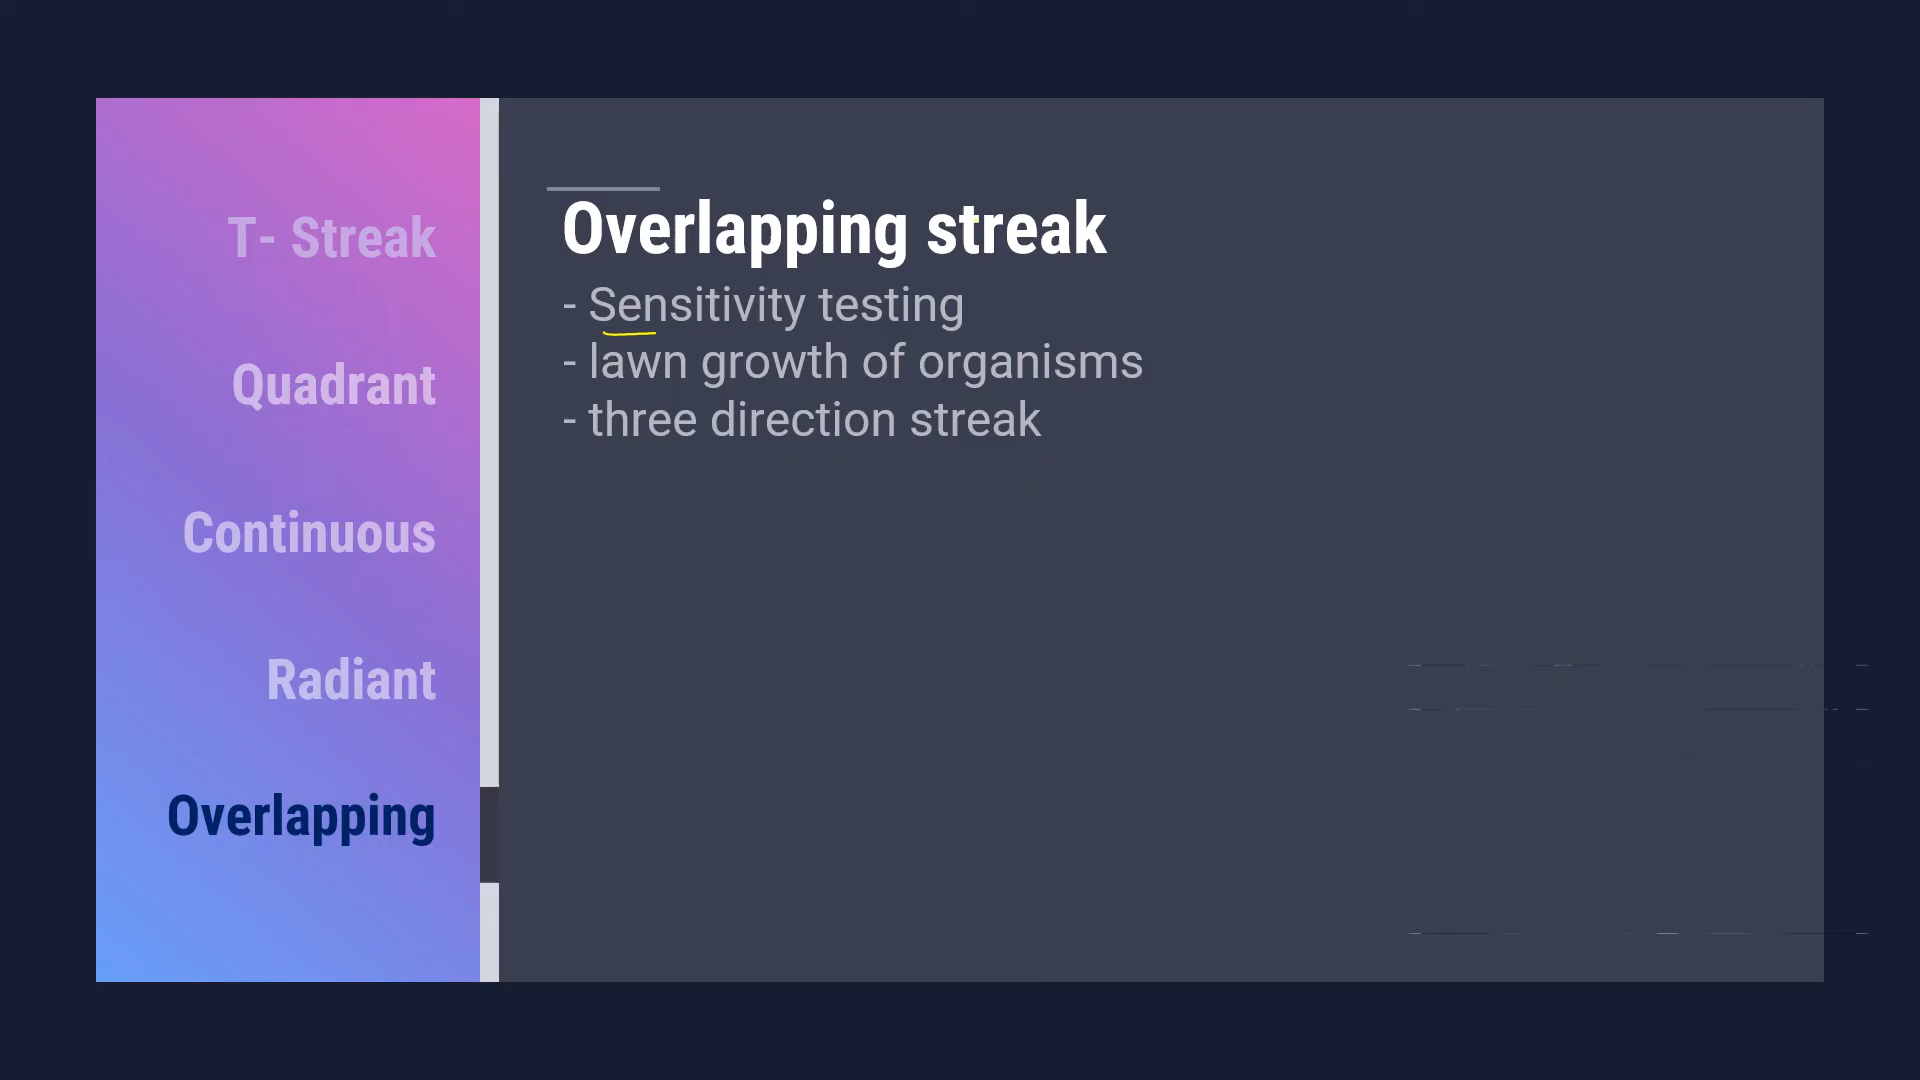 T- Streak
Quadrant
Continuous
Radiant
Overlapping
Overlapping streak
- Sensitivity testing
- lawn growth of organisms
- three direction streak